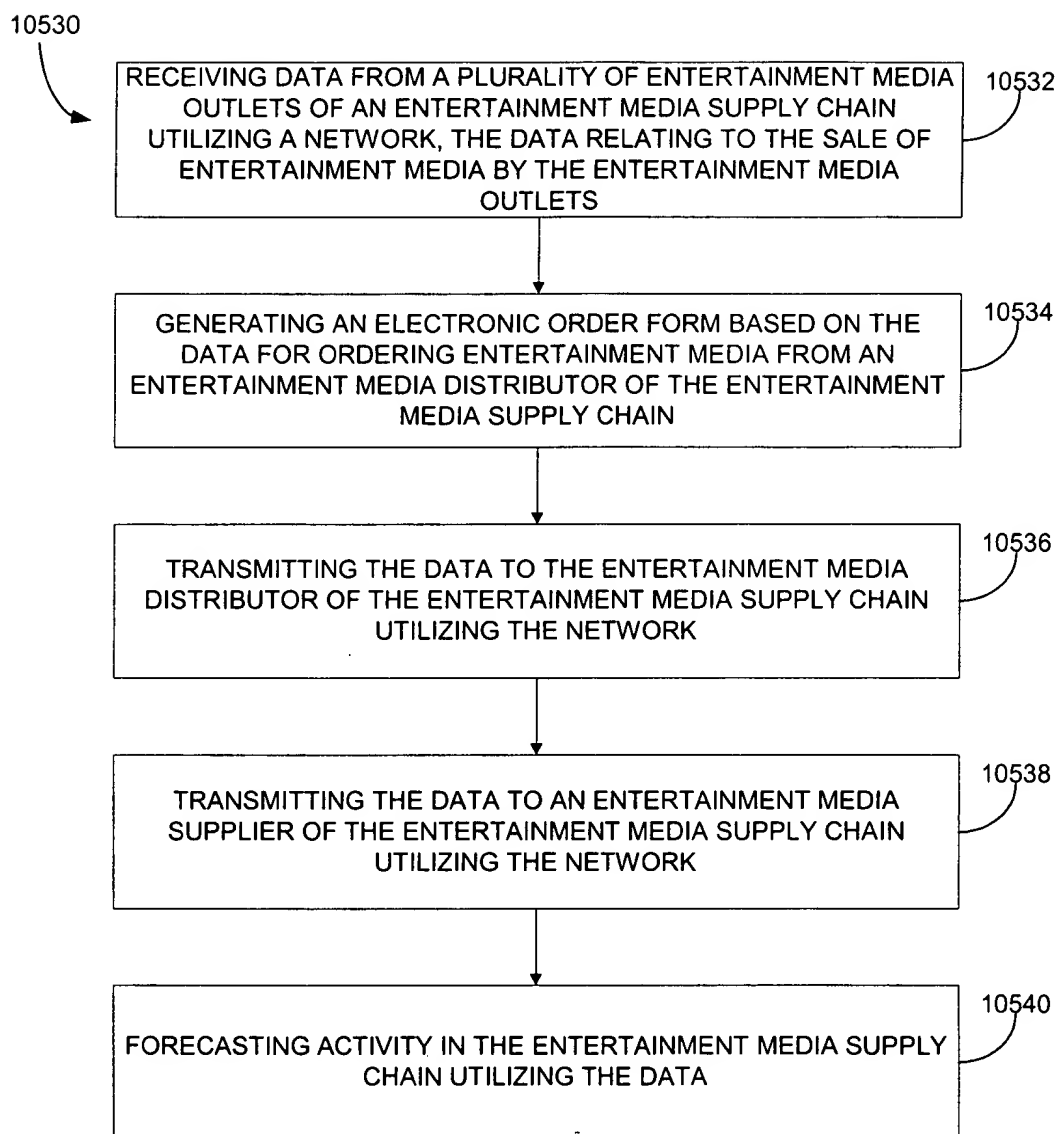 10530
RECEIVING DATA FROM A PLURALITY OF ENTERTAINMENT MEDIA
OUTLETS OF AN ENTERTAINMENT MEDIA SUPPLY CHAIN
UTILIZING A NETWORK, THE DATA RELATING TO THE SALE OF
ENTERTAINMENT MEDIA BY THE ENTERTAINMENT MEDIA
OUTLETS
10532
GENERATING AN ELECTRONIC ORDER FORM BASED ON THE
DATA FOR ORDERING ENTERTAINMENT MEDIA FROM AN
ENTERTAINMENT MEDIA DISTRIBUTOR OF THE ENTERTAINMENT
MEDIA SUPPLY CHAIN
10534
TRANSMITTING THE DATA TO THE ENTERTAINMENT MEDIA
DISTRIBUTOR OF THE ENTERTAINMENT MEDIA SUPPLY CHAIN
UTILIZING THE NETWORK
10536
TRANSMITTING THE DATA TO AN ENTERTAINMENT MEDIA
SUPPLIER OF THE ENTERTAINMENT MEDIA SUPPLY CHAIN
UTILIZING THE NETWORK
10538
FORECASTING ACTIVITY IN THE ENTERTAINMENT MEDIA SUPPLY
CHAIN UTILIZING THE DATA
10540